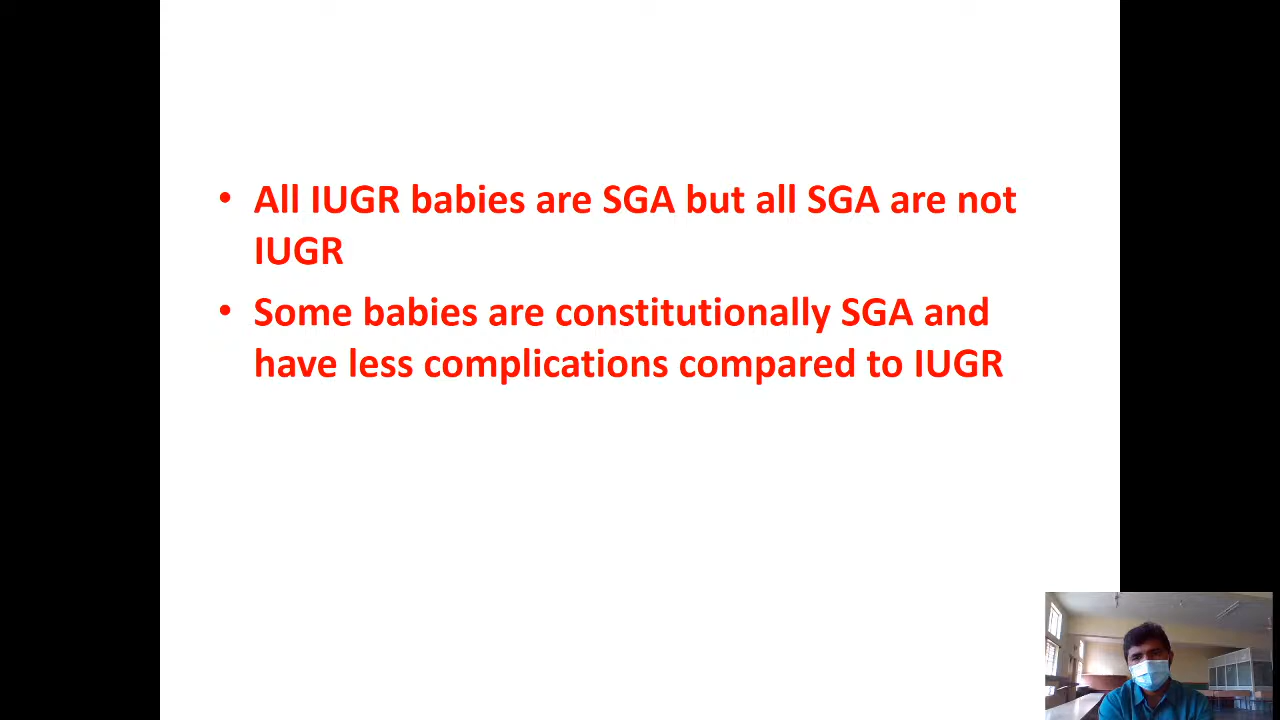 • All IUGR babies are SGA but all SGA are not
IUGR
• Some babies are constitutionally SGA and
have less complications compared to IUGR